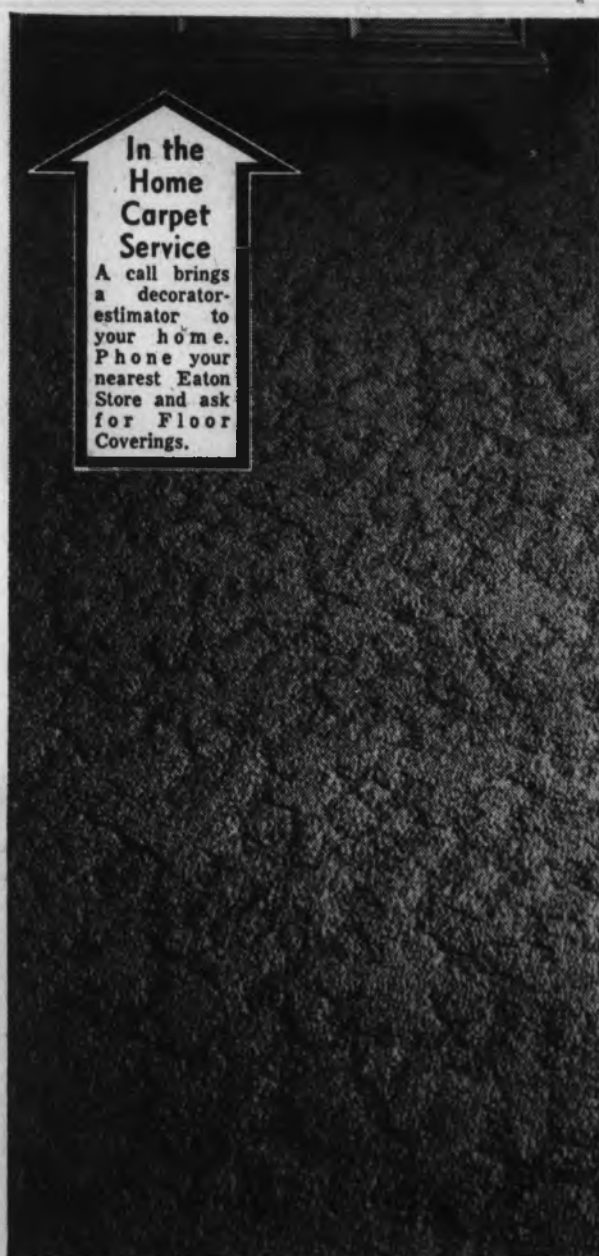 In the
Home
Carpet
Service
A call brings
a decorator-
estimator to
your home.
Phone your
nearest Eaton
Store and ask
for Floor
Coverings.